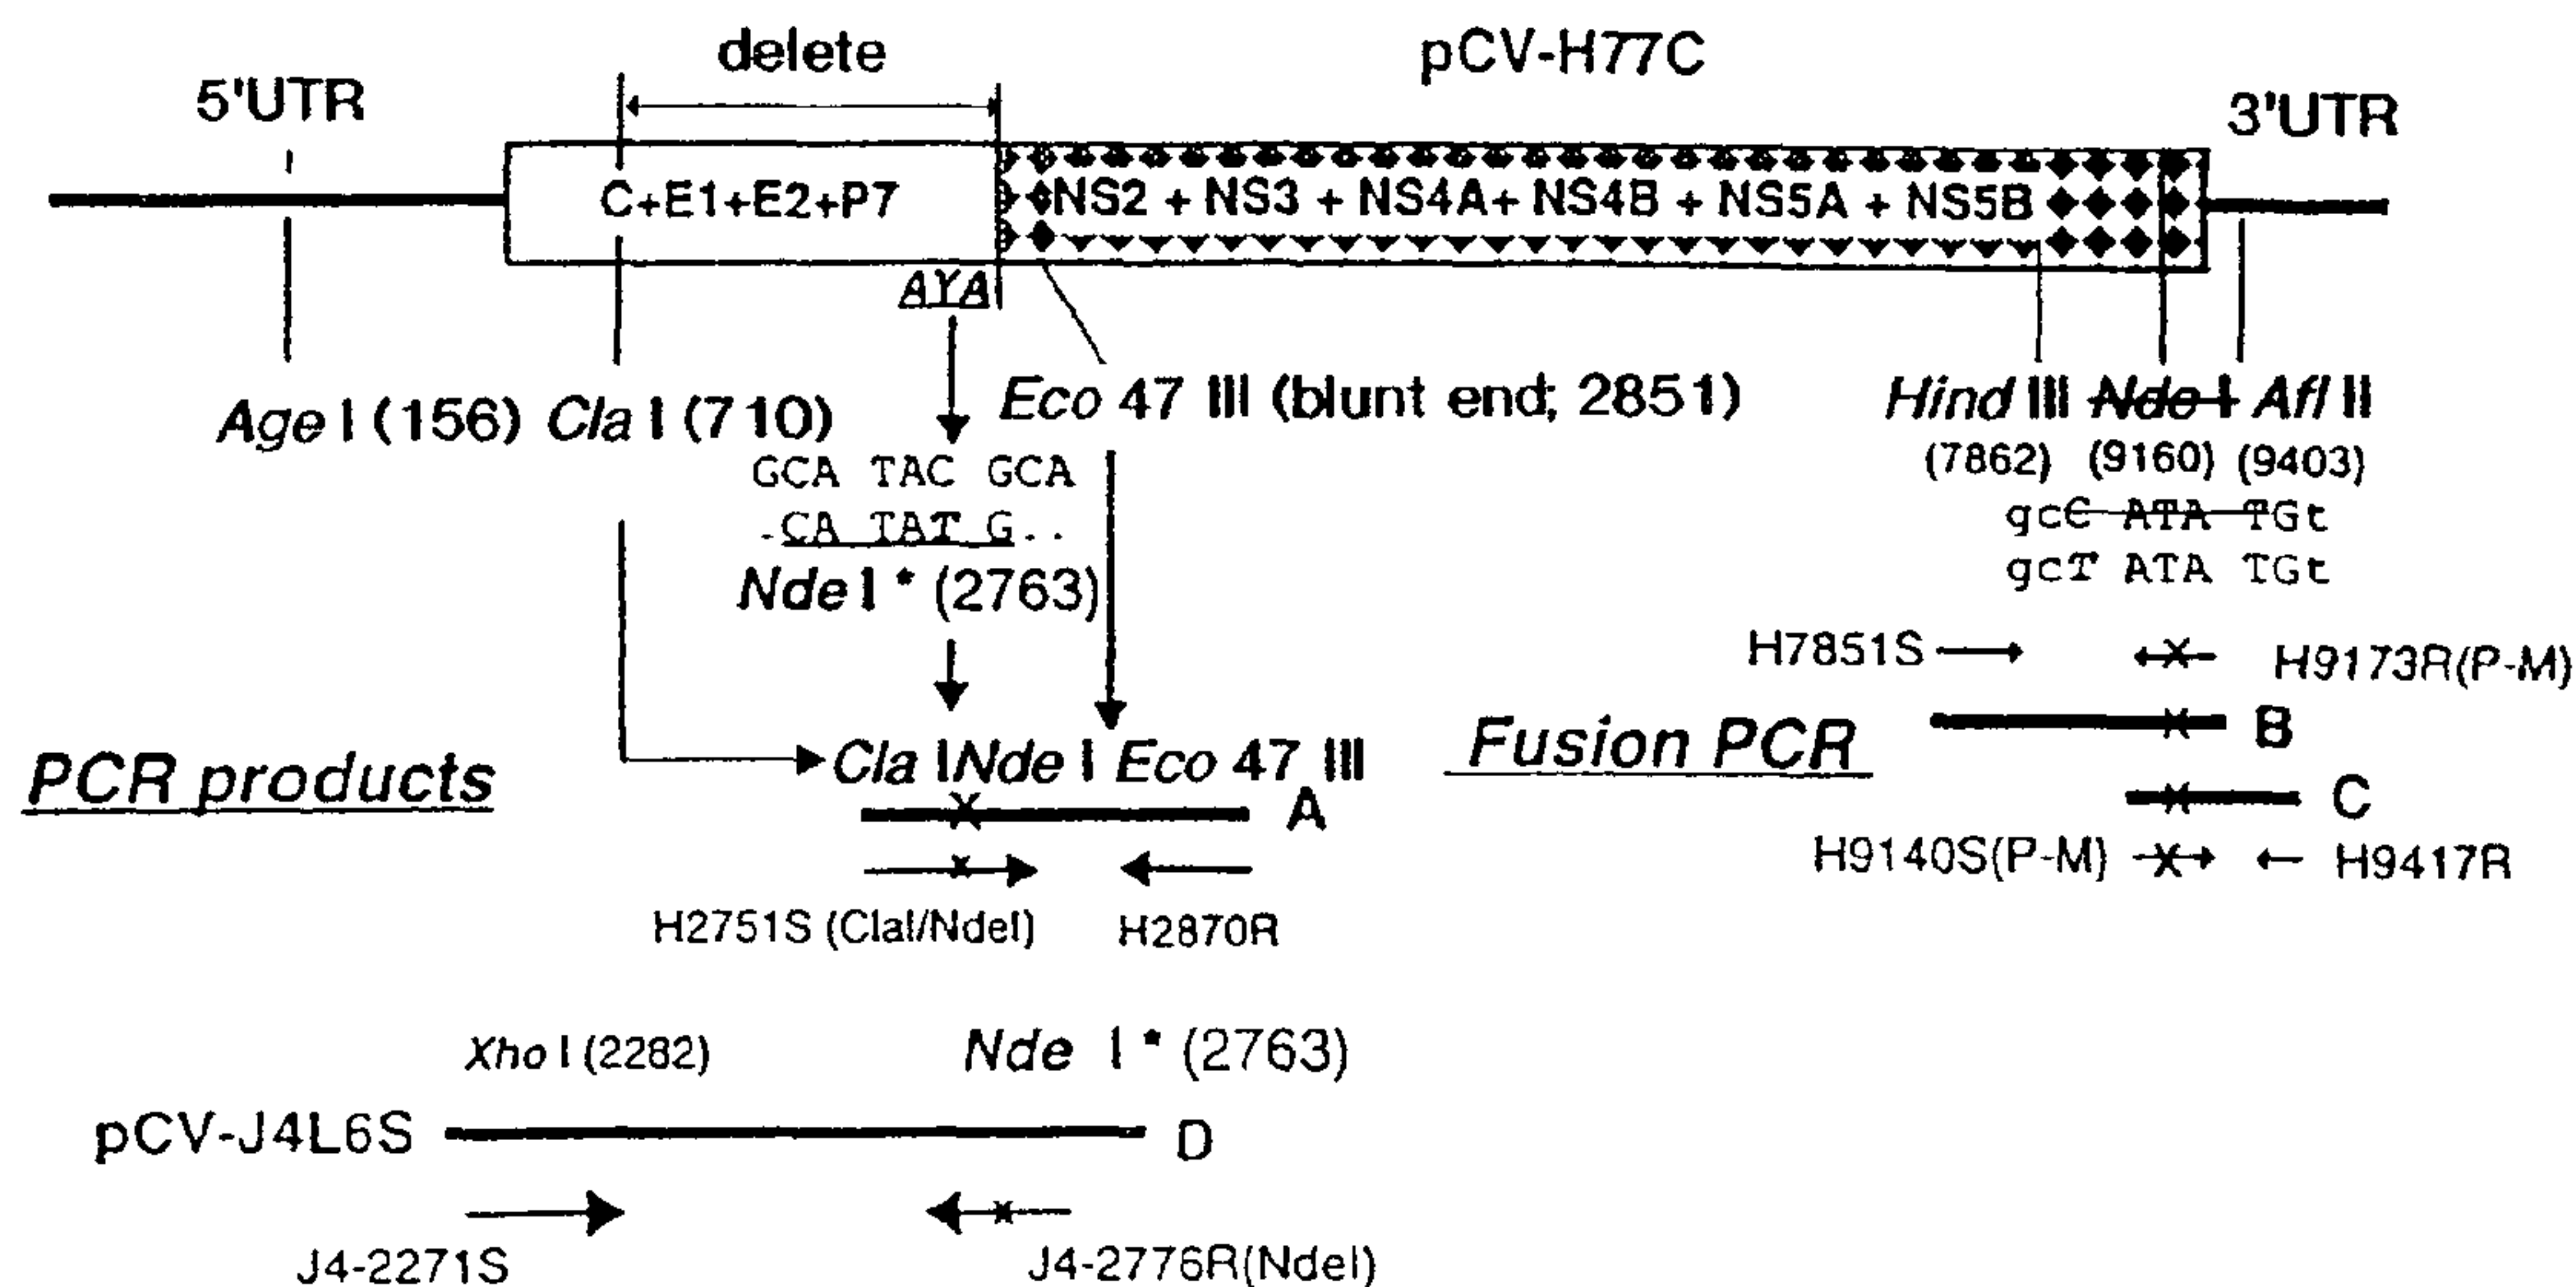 delete
pCV-H77C
5'UTR
3'UTR
C+E1+E2+P7
NS2 + NS3 + NS4A+ NS4B + NS5A + NS5B
AYA
Age I (156) Cla I (710)
Eco 47 III (blunt end; 2851)
Hind III Nde I Afl II
(7862) (9160) (9403)
GCA TAC GCA
.CA TAT G..
gcC ATA TGt
gcT ATA TGt
Nde I * (2763)
H7851S
H9173R(P-M)
Cla I Nde I Eco 47 III
Fusion PCR
B
PCR products
A
C
H9140S(P-M)
H9417R
H2751S (ClaI/NdeI)
H2870R
Xho I (2282)
Nde I * (2763)
pCV-J4L6S
D
J4-2271S
J4-2776R(NdeI)